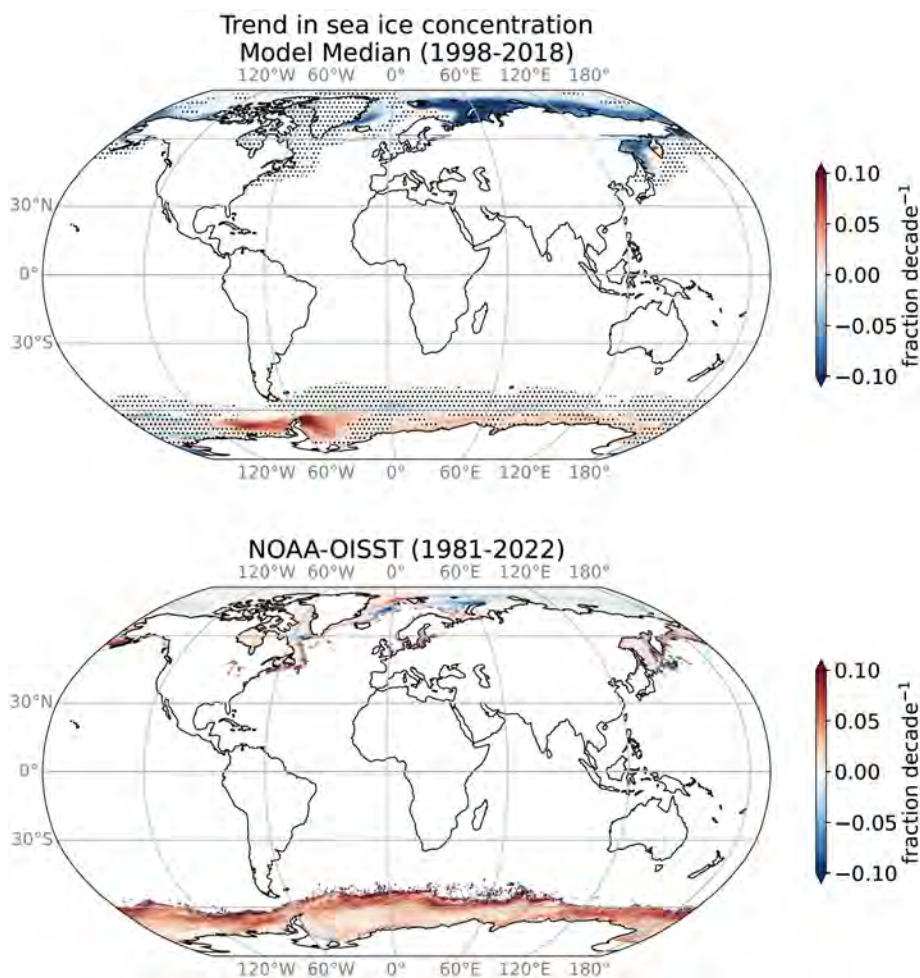 Trend in sea ice concentration
Model Median (1998-2018)
120°W 60°W 0° 60°E 120°E 180°
30°N
0°
30°S
120°W 60°W 0° 60°E 120°E 180°
0.10
0.05
0.00
−0.05
−0.10
fraction decade⁻¹
NOAA-OISST (1981-2022)
120°W 60°W 0° 60°E 120°E 180°
30°N
0°
30°S
120°W 60°W 0° 60°E 120°E 180°
0.10
0.05
0.00
−0.05
−0.10
fraction decade⁻¹